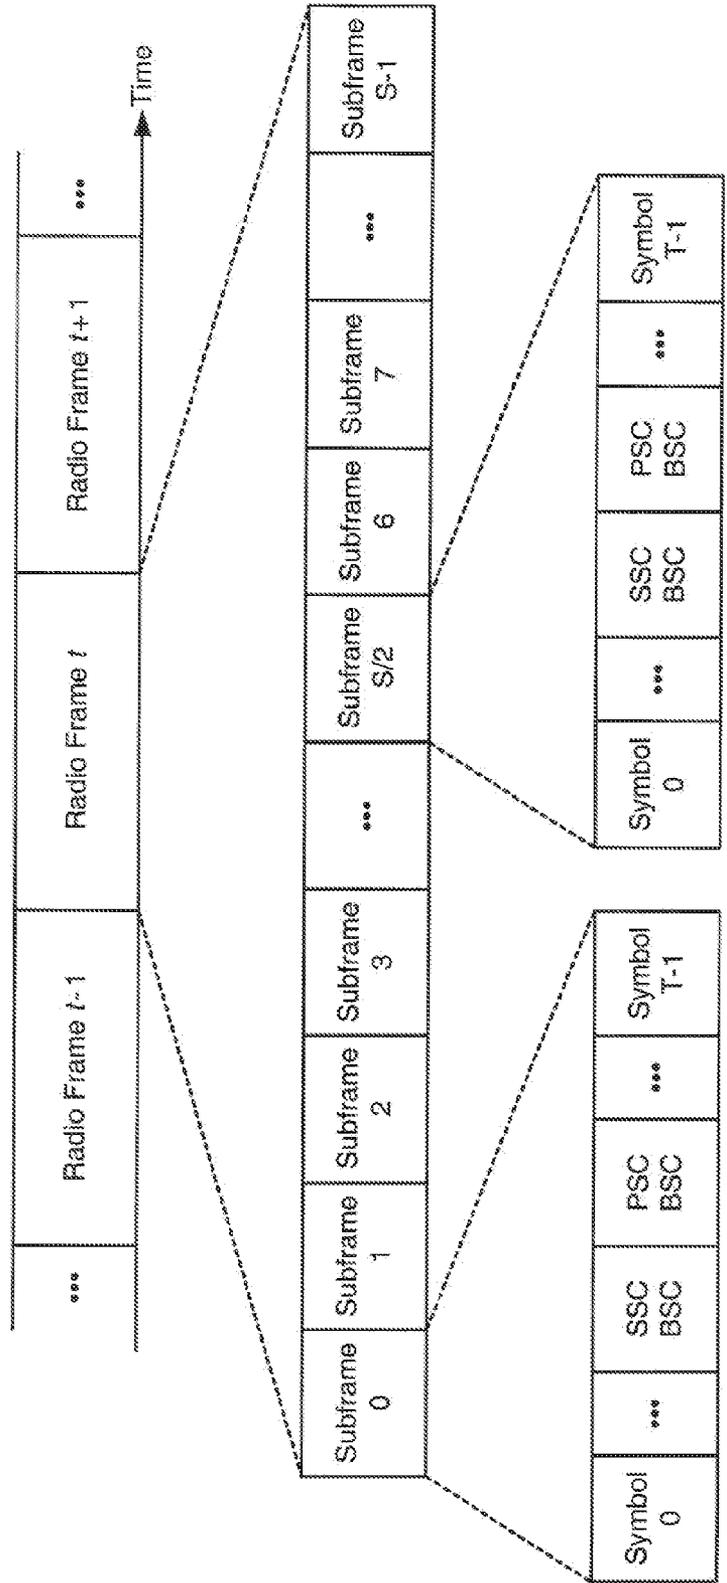 ...
Radio Frame t-1
Radio Frame t
Radio Frame t+1
...
Time
Subframe
0
Subframe
1
Subframe
2
Subframe
3
...
Subframe
S/2
Subframe
6
Subframe
7
...
Subframe
S-1
Symbol
0
...
SSC
BSC
PSC
BSC
...
Symbol
T-1
Symbol
0
...
SSC
BSC
PSC
BSC
...
Symbol
T-1